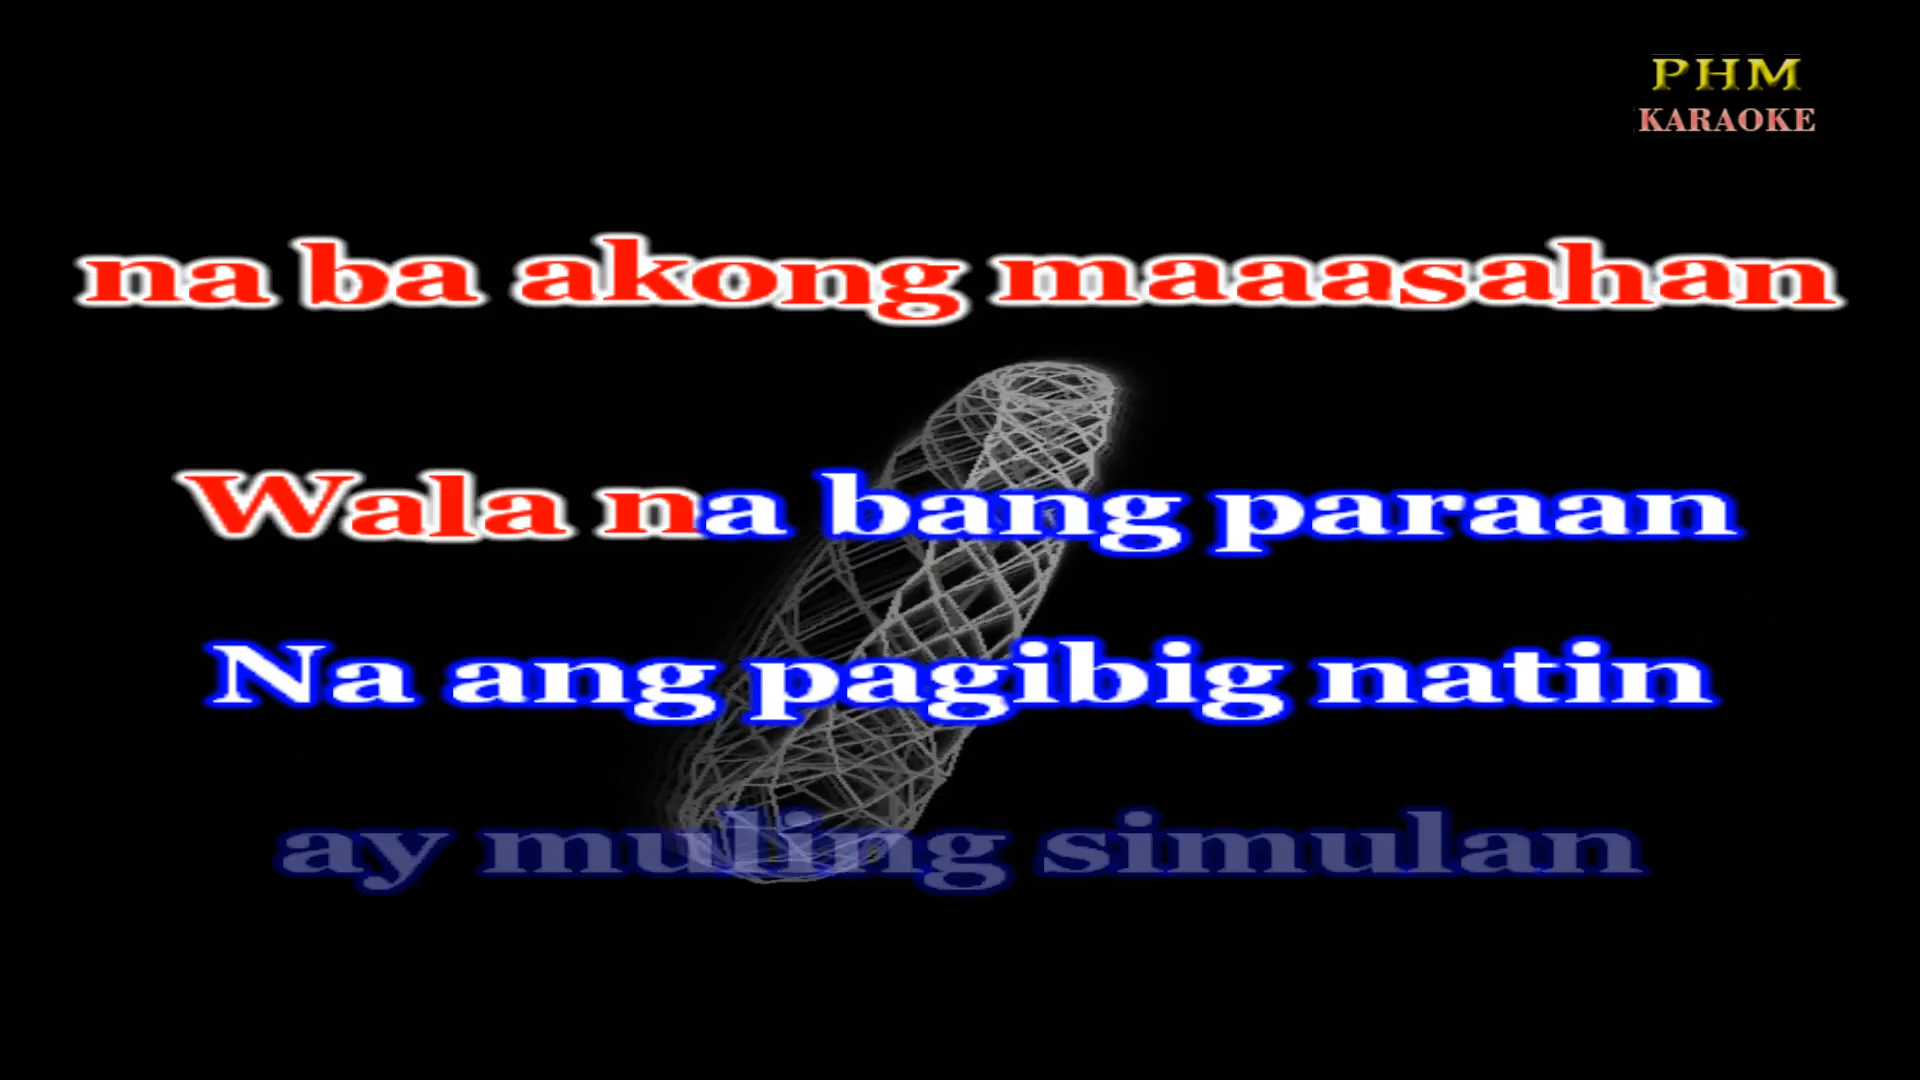 PHM
KARAOKE
na ba akong maaasahan
Wala na bang paraan
Na ang pagibig natin
ay muling simulan